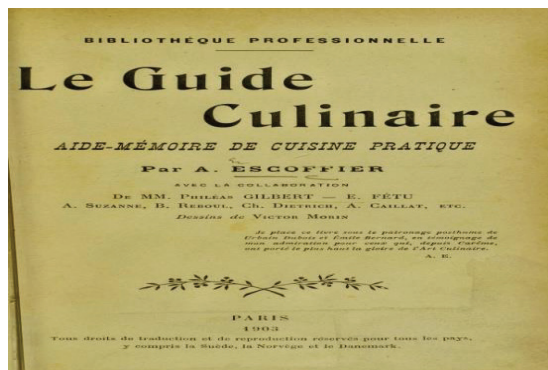 BIBLIOTHÈQUE PROFESSIONNELLE
Le Guide
Culinaire
AIDE-MÉMOIRE DE CUISINE PRATIQUE
Par A. ESCOFFIER
AVEC LA COLLABORATION
De MM. Philéas GILBERT — E. FÉTU
A. Suzanne, B. Reboul, Ch. Dietrich, A. Caillat, etc.
Dessins de Victor Morin
Je place ce livre sous le patronage posthume de
Urbain Dubois et Émile Bernard, en témoignage de
mon admiration pour ceux qui, depuis Carême,
ont porté le plus haut la gloire de l'Art Culinaire.
A. E.
PARIS
1903
Tous droits de traduction et de reproduction réservés pour tous les pays,
y compris la Suède, la Norvège et le Danemark.